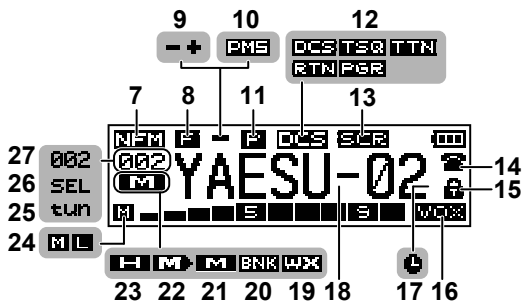 9 10 12
- + PMS DCS TSQ TTN
RTN PGR
7 8 11 13
NFM F - P DCS SCR
27 002 002 YAESU-02 14
26 SEL M 15
25 tun
24 M L M S 9 VOX
H M M BNK WX
23 22 21 20 19 18 17 16